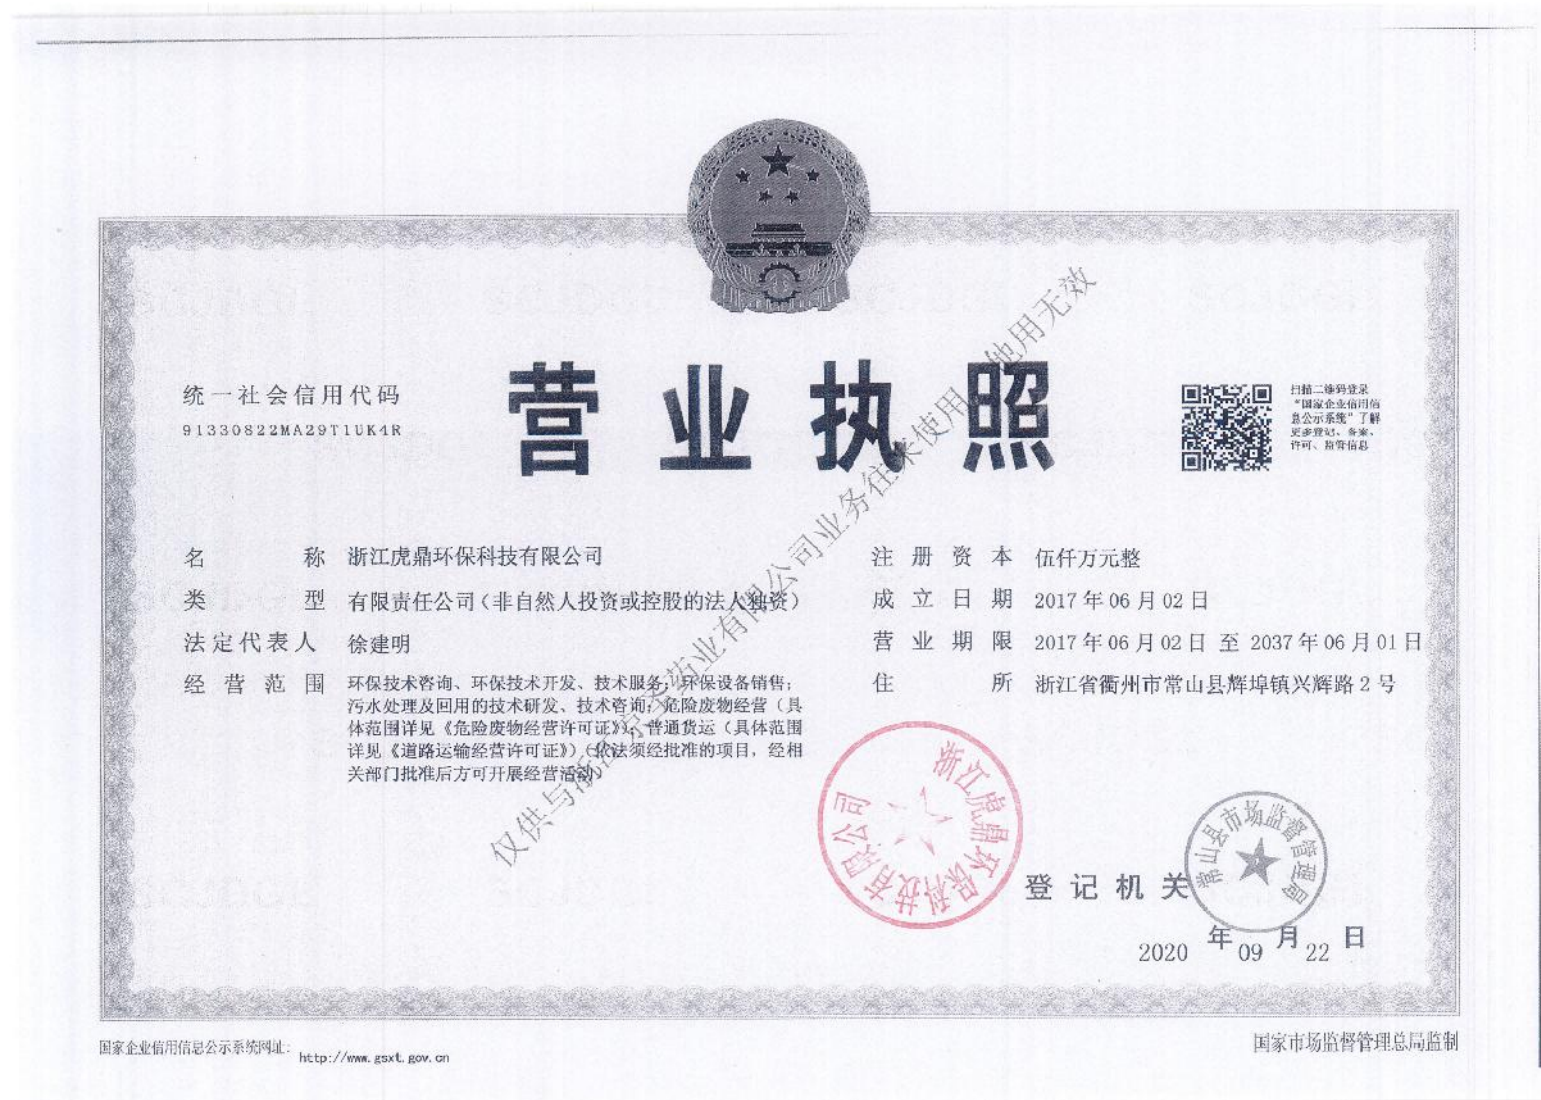 营业执照
统一社会信用代码
91330822MA29T1UK4R
扫描二维码登录
“国家企业信用信
息公示系统”了解
更多登记、备案、
许可、监管信息
名 称 浙江虎鼎环保科技有限公司
类 型 有限责任公司(非自然人投资或控股的法人独资)
法定代表人 徐建明
经营范围 环保技术咨询、环保技术开发、技术服务;环保设备销售;
污水处理及回用的技术研发、技术咨询;危险废物经营(具
体范围详见《危险废物经营许可证》);普通货运(具体范围
详见《道路运输经营许可证》)(依法须经批准的项目,经相
关部门批准后方可开展经营活动)
注册资本 伍仟万元整
成立日期 2017年06月02日
营业期限 2017年06月02日 至 2037年06月01日
住 所 浙江省衢州市常山县辉埠镇兴辉路2号
仅供与浙江京圣药业有限公司业务往来使用,他用无效
浙江虎鼎环保科技有限公司
登记机关
常山县市场监督管理局
2020 年 09 月 22 日
国家企业信用信息公示系统网址: http://www.gsxt.gov.cn
国家市场监督管理总局监制